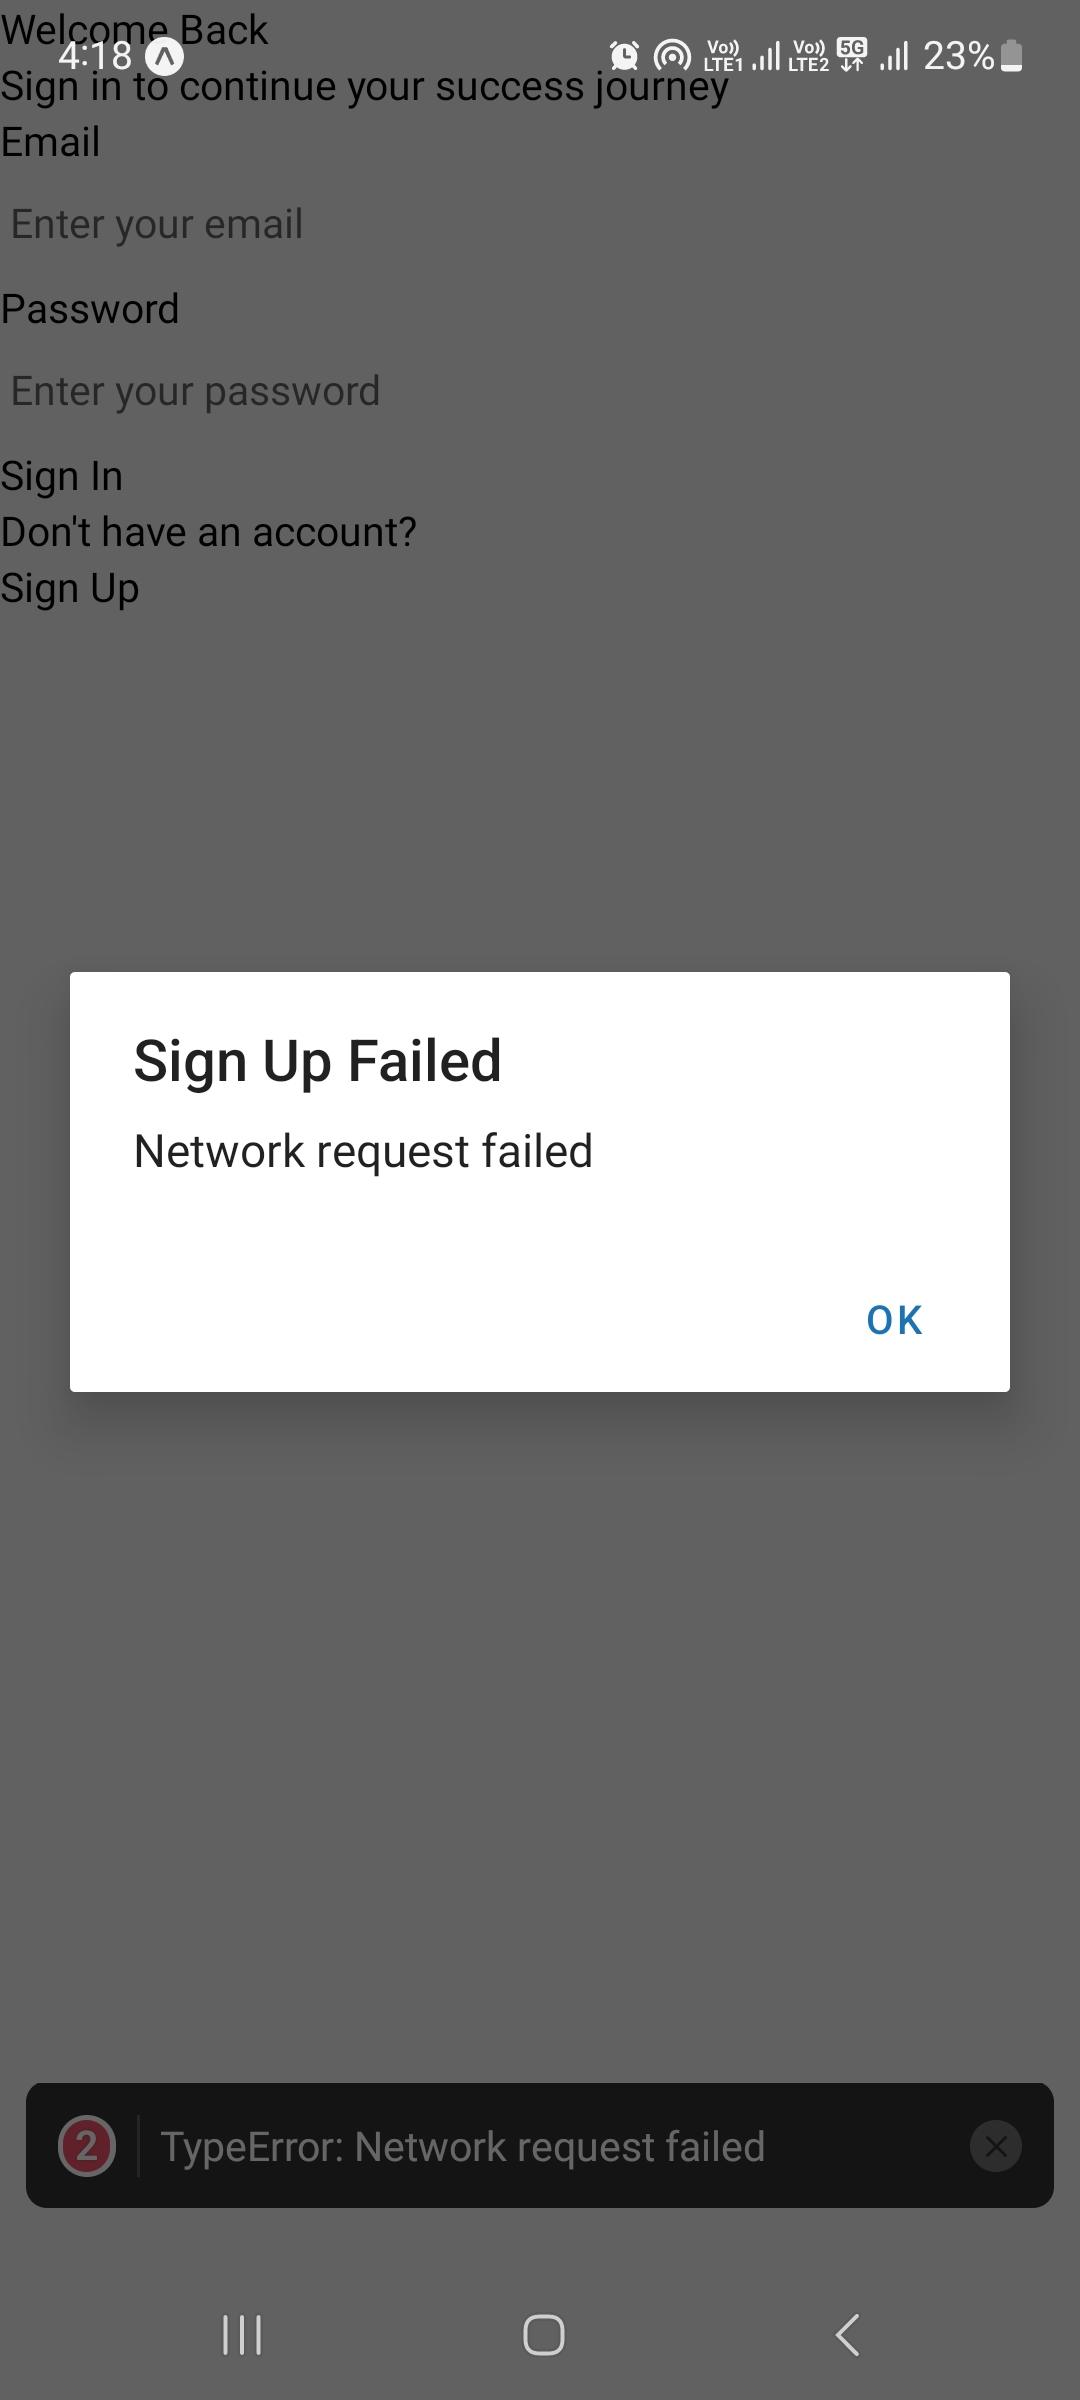 Welcome Back
4:18 Vo)) LTE1 Vo)) LTE2 5G 23%
Sign in to continue your success journey
Email
Enter your email
Password
Enter your password
Sign In
Don't have an account?
Sign Up
Sign Up Failed
Network request failed
OK
2 TypeError: Network request failed